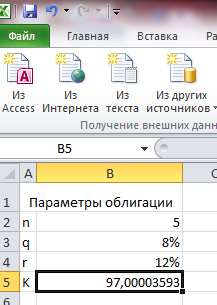 Файл Главная Вставка
Из Access
Из Интернета
Из текста
Из других источников
Получение внешних данн
B5
A B
1 Параметры облигации
2 n 5
3 q 8%
4 r 12%
5 K 97,00003593